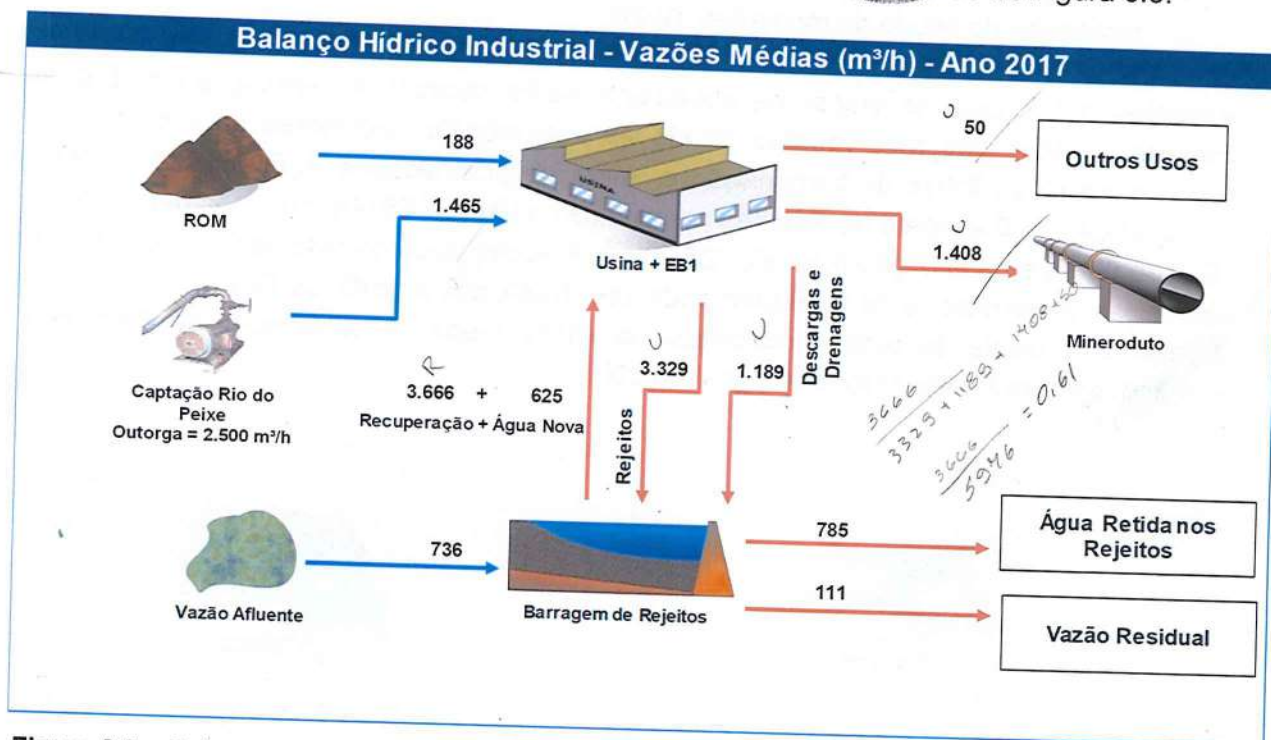 Balanço Hídrico Industrial - Vazões Médias (m³/h) - Ano 2017
188
U
50
Outros Usos
USINA
ROM
1.465
U
1.408
Usina + EB1
Mineroduto
Captação Rio do
Peixe
Outorga = 2.500 m³/h
R
3.666 + 625
Recuperação + Água Nova
U
3.329
Rejeitos
U
1.189
Descargas e
Drenagens
3666
3329 + 1189 + 1408 + 50
3666
5976
= 0,61
736
Vazão Afluente
Barragem de Rejeitos
785
Água Retida nos
Rejeitos
111
Vazão Residual